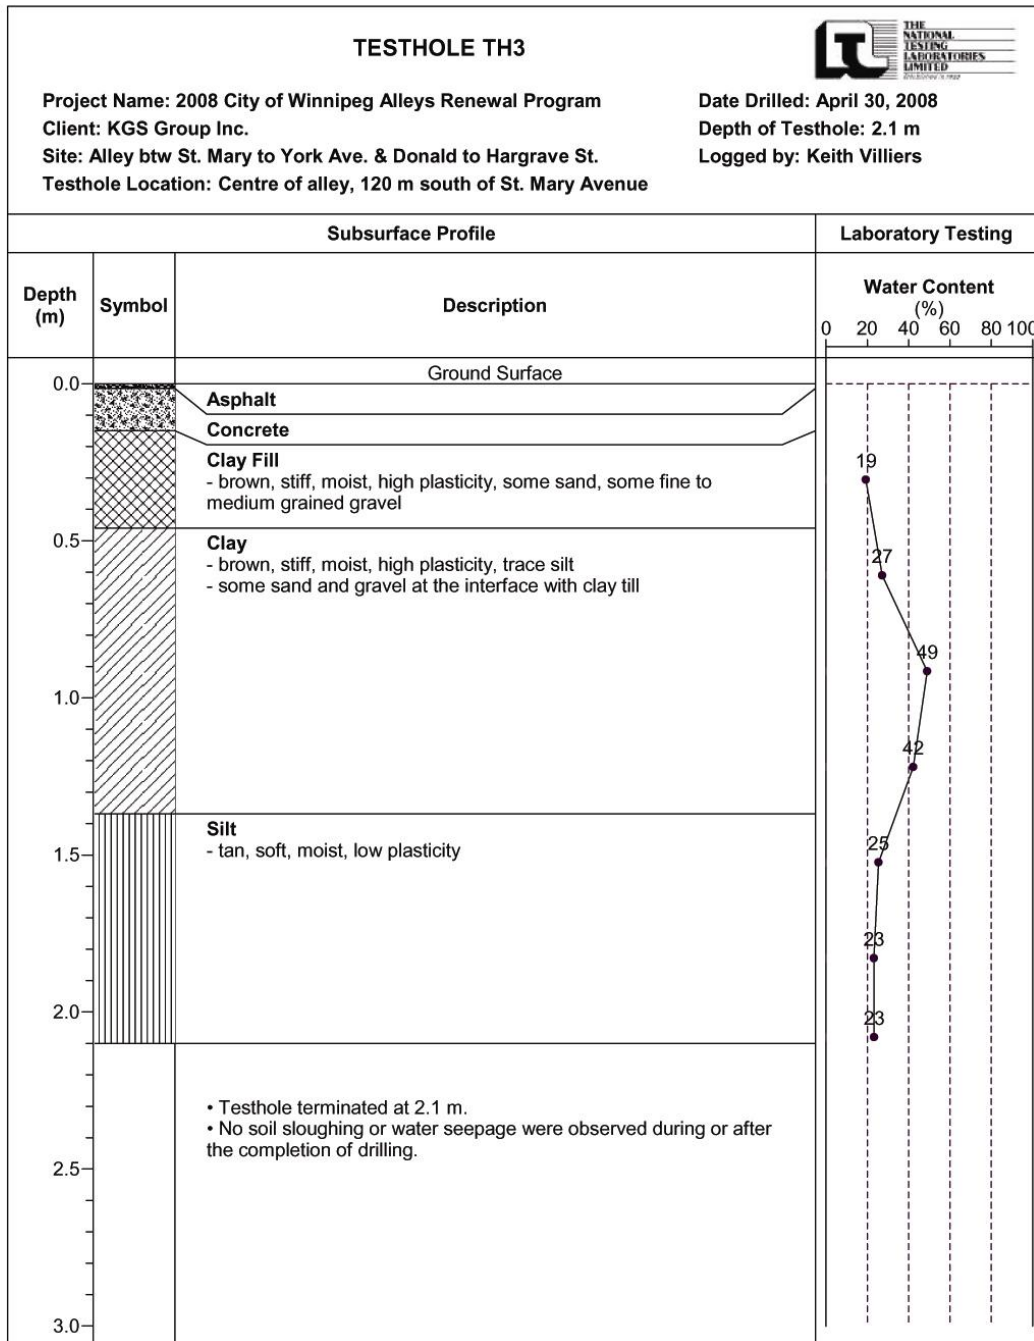 TESTHOLE TH3
THE
NATIONAL
TESTING
LABORATORIES
LIMITED
Project Name: 2008 City of Winnipeg Alleys Renewal Program
Date Drilled: April 30, 2008
Client: KGS Group Inc.
Depth of Testhole: 2.1 m
Site: Alley btw St. Mary to York Ave. & Donald to Hargrave St.
Logged by: Keith Villiers
Testhole Location: Centre of alley, 120 m south of St. Mary Avenue
Subsurface Profile
Laboratory Testing
Depth
(m)
Symbol
Description
Water Content
(%)
0 20 40 60 80 100
Ground Surface
0.0
Asphalt
Concrete
Clay Fill
- brown, stiff, moist, high plasticity, some sand, some fine to
medium grained gravel
19
0.5
Clay
- brown, stiff, moist, high plasticity, trace silt
- some sand and gravel at the interface with clay till
27
49
1.0
42
Silt
- tan, soft, moist, low plasticity
1.5
25
23
2.0
23
• Testhole terminated at 2.1 m.
• No soil sloughing or water seepage were observed during or after
the completion of drilling.
2.5
3.0